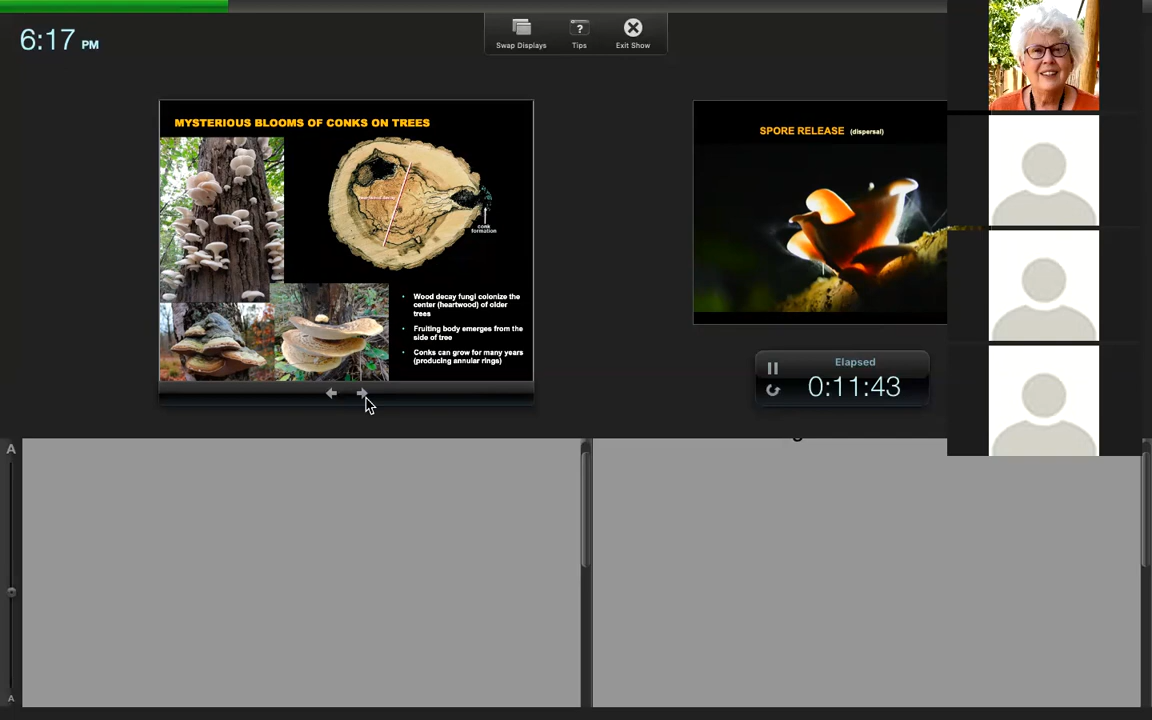 6:17 PM
Swap Displays
Tips
Exit Show
MYSTERIOUS BLOOMS OF CONKS ON TREES
conk
formation
• Wood decay fungi colonize the
center (heartwood) of older
trees
• Fruiting body emerges from the
side of tree
• Conks can grow for many years
(producing annular rings)
SPORE RELEASE (dispersal)
Elapsed
0:11:43
A
A